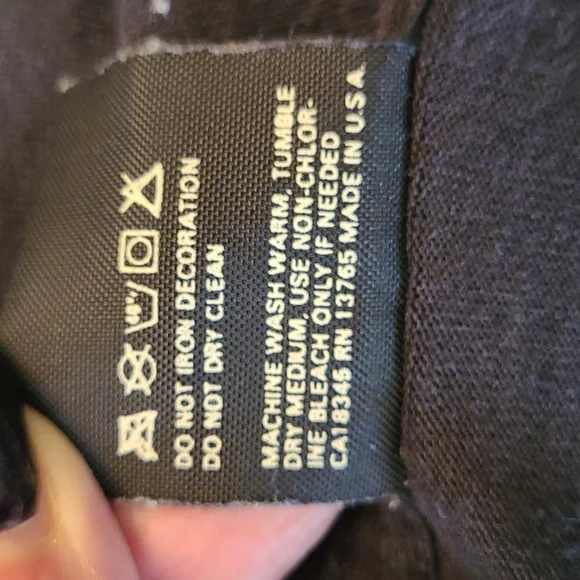 40°
DO NOT IRON DECORATION
DO NOT DRY CLEAN
MACHINE WASH WARM, TUMBLE
DRY MEDIUM, USE NON-CHLOR-
INE BLEACH ONLY IF NEEDED
CA18345 RN 13765 MADE IN U.S.A.